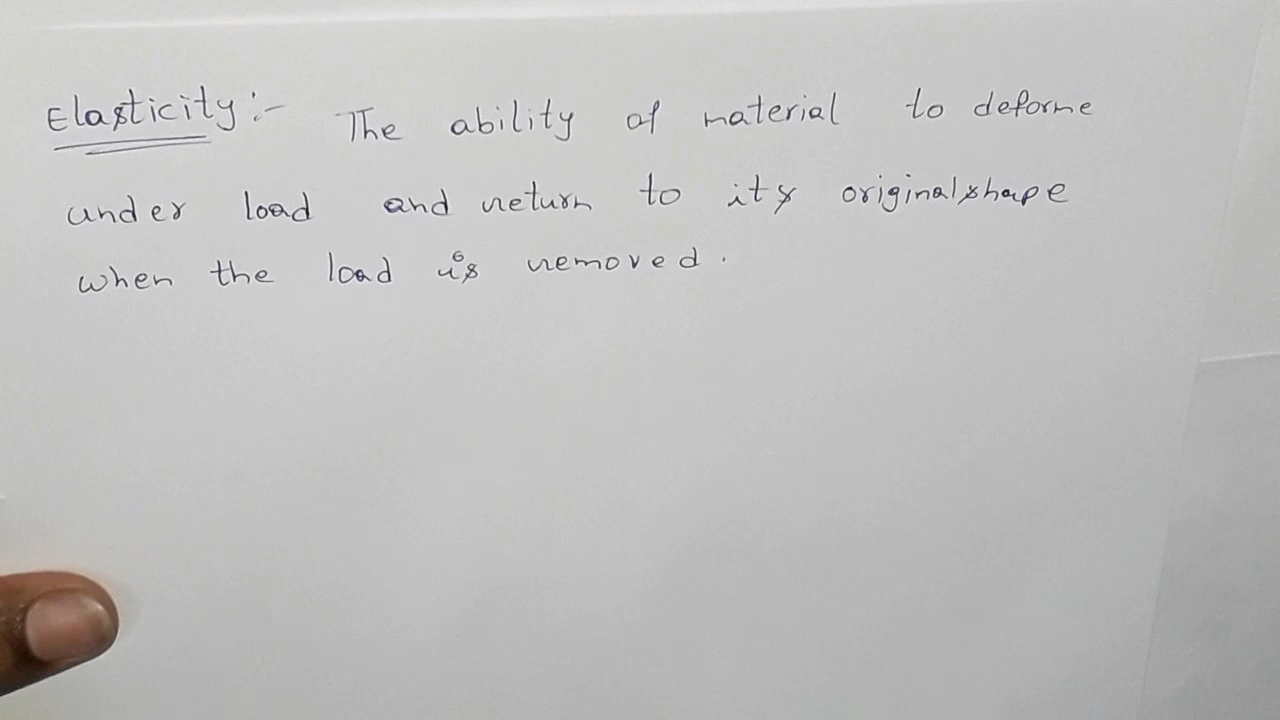 Elasticity:- The ability of material to deforme
under load and return to its original shape
when the load is removed.